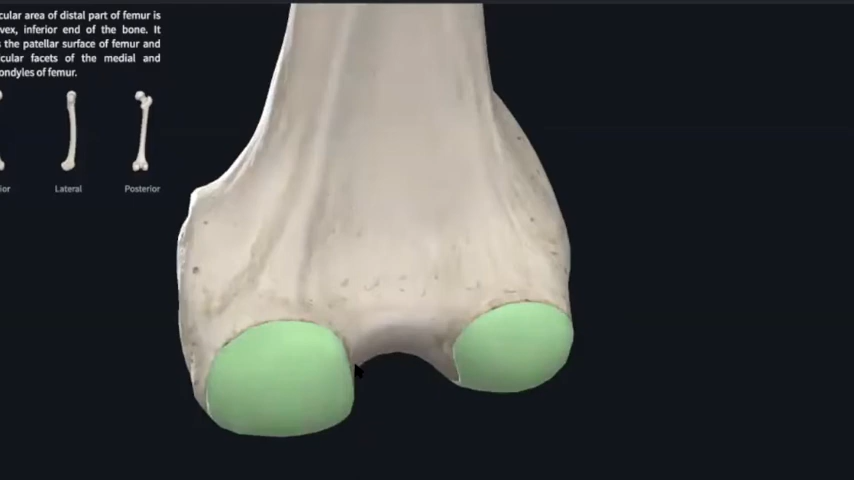 cular area of distal part of femur is
vex, inferior end of the bone. It
s the patellar surface of femur and
cular facets of the medial and
ondyles of femur.
ior Lateral Posterior